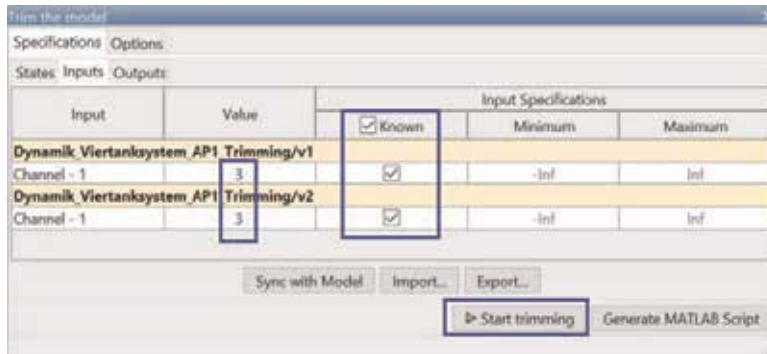 Trim the model
Specifications Options
States Inputs Outputs
Input Specifications
Input Value Known Minimum Maximum
Dynamik_Viertanksystem_AP1_Trimming/v1
Channel - 1 3 -Inf Inf
Dynamik_Viertanksystem_AP1_Trimming/v2
Channel - 1 3 -Inf Inf
Sync with Model Import... Export...
Start trimming Generate MATLAB Script